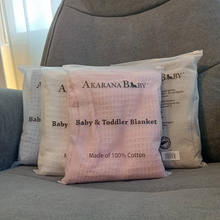 AKARANA BABY
Baby & Toddler Blanket
Made of 100% Cotton